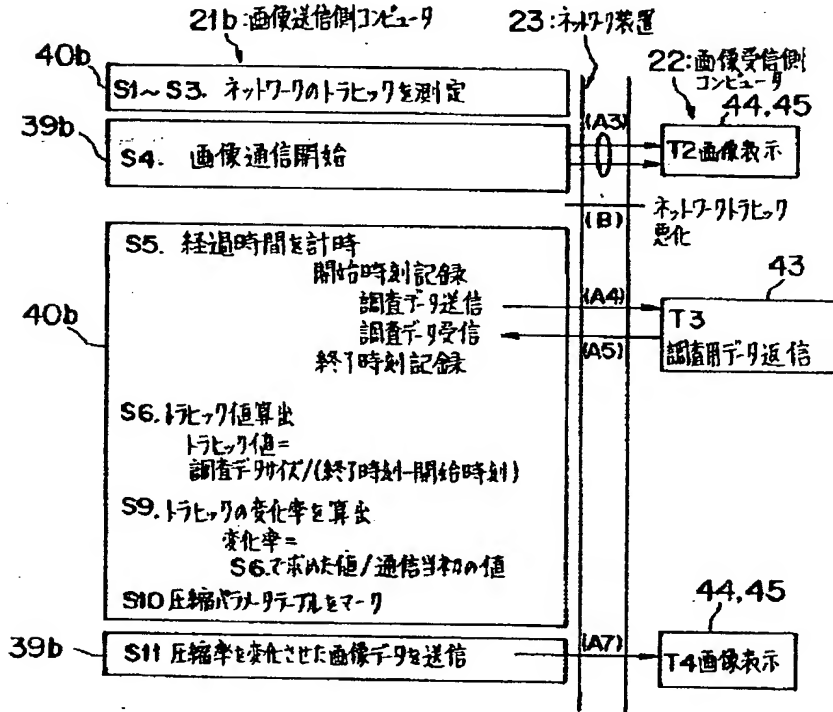 21b:画像送信側コンピュータ
23:ネットワーク装置
22:画像受信側
コンピュータ
40b
S1~S3. ネットワークのトラヒックを測定
39b
S4. 画像通信開始
(A3)
44,45
T2画像表示
(B)
ネットワークトラヒック
悪化
40b
S5. 経過時間を計時
開始時刻記録
調査データ送信
調査データ受信
終了時刻記録
(A4)
(A5)
43
T3
調査用データ返信
S6.トラヒック値算出
トラヒック値=
調査データサイズ/(終了時刻-開始時刻)
S9.トラヒックの変化率を算出
変化率=
S6.で求めた値/通信当初の値
S10 圧縮パラメタテーブルをマーク
39b
S11 圧縮率を変化させた画像データを送信
(A7)
44,45
T4画像表示